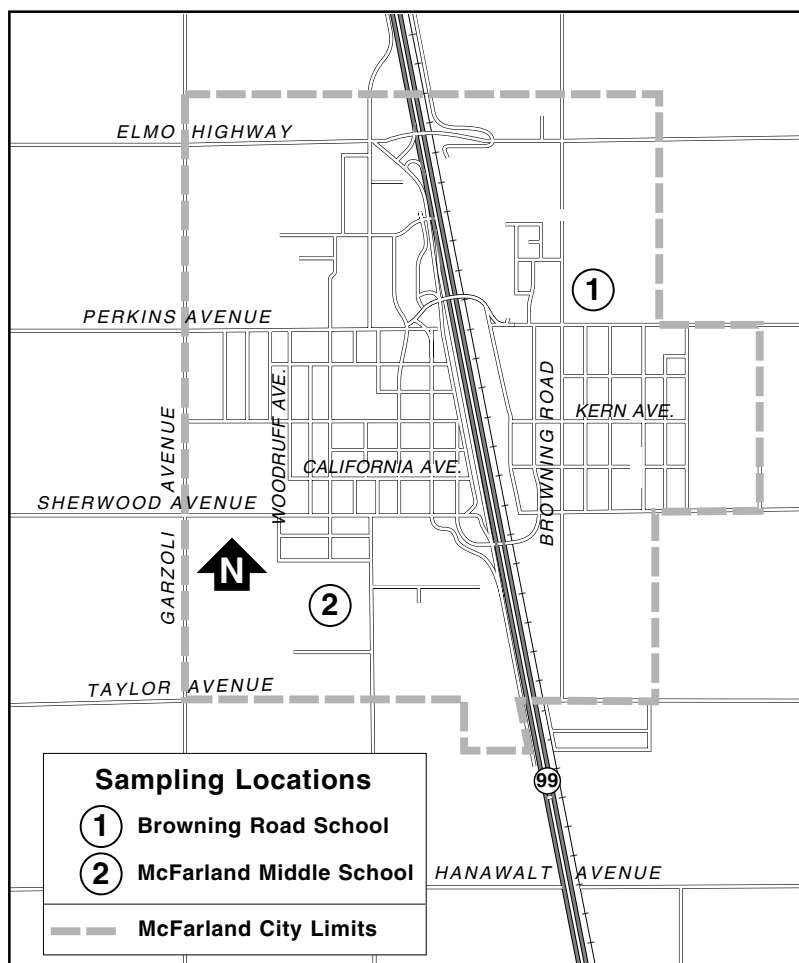 ELMO HIGHWAY
1
PERKINS AVENUE
WOODRUFF AVE.
BROWNING ROAD
KERN AVE.
GARZOLI AVENUE
CALIFORNIA AVE.
SHERWOOD AVENUE
N
2
TAYLOR AVENUE
99
HANAWALT AVENUE
Sampling Locations
1 Browning Road School
2 McFarland Middle School
McFarland City Limits